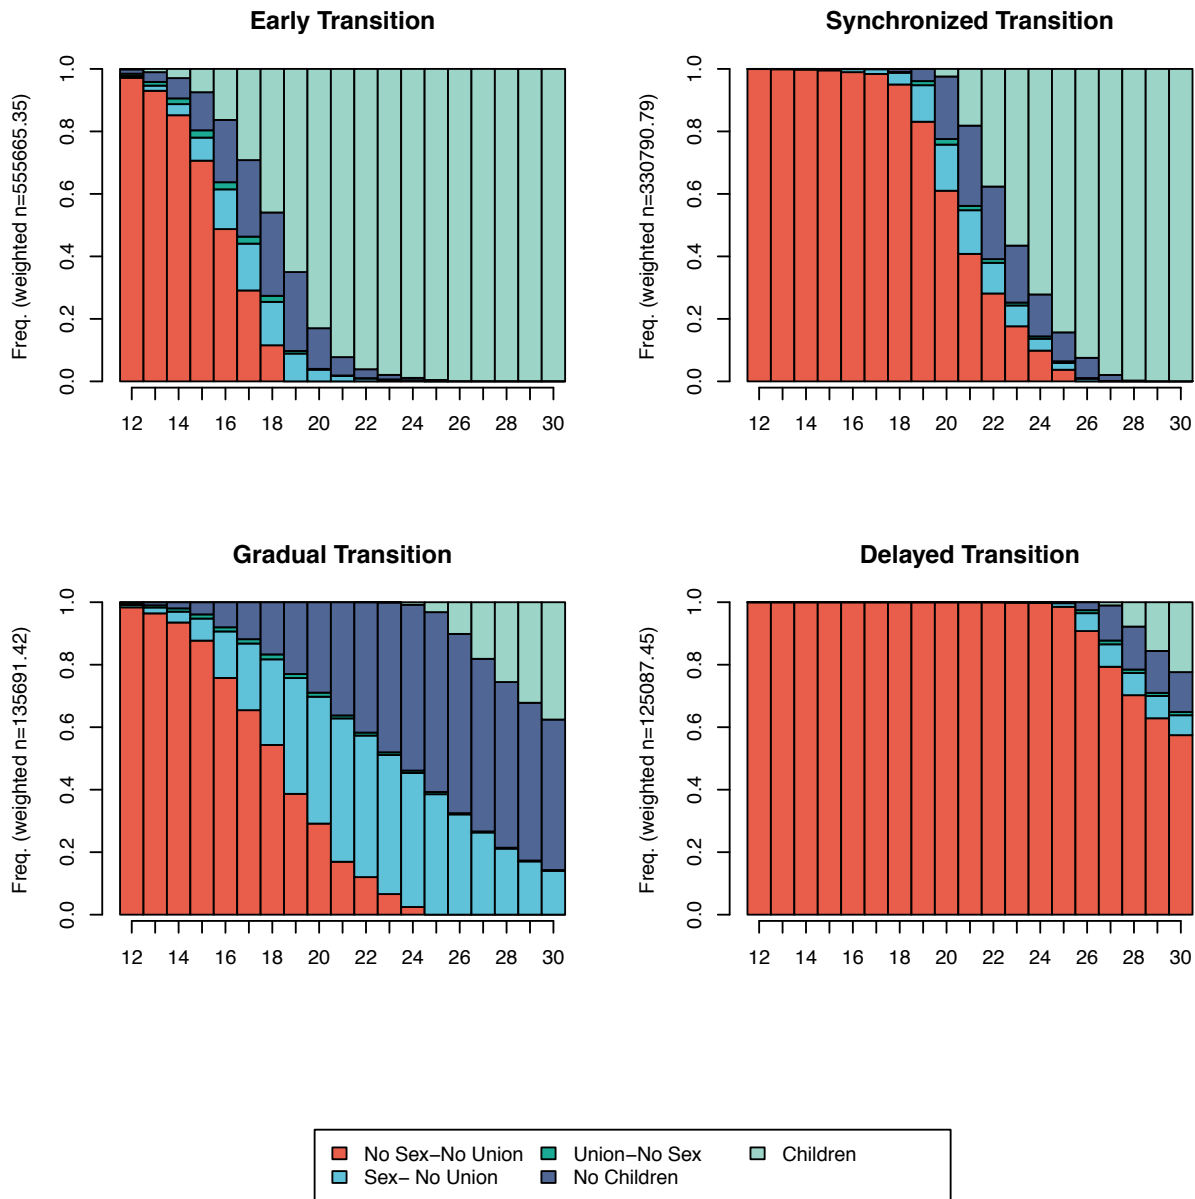 Early Transition
Freq. (weighted n=555665.35)
0.0 0.2 0.4 0.6 0.8 1.0
12 14 16 18 20 22 24 26 28 30
Synchronized Transition
Freq. (weighted n=330790.79)
0.0 0.2 0.4 0.6 0.8 1.0
12 14 16 18 20 22 24 26 28 30
Gradual Transition
Freq. (weighted n=135691.42)
0.0 0.2 0.4 0.6 0.8 1.0
12 14 16 18 20 22 24 26 28 30
Delayed Transition
Freq. (weighted n=125087.45)
0.0 0.2 0.4 0.6 0.8 1.0
12 14 16 18 20 22 24 26 28 30
No Sex−No Union Union−No Sex Children
Sex− No Union No Children